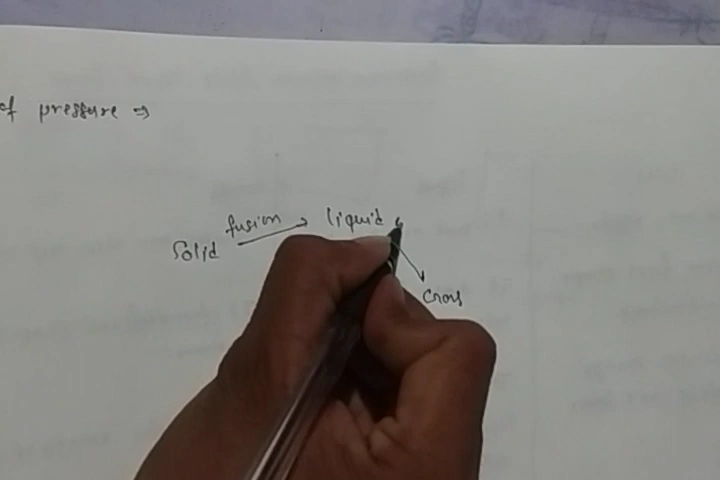 of pressure ⇒
fusion
liquid
Solid
Gas